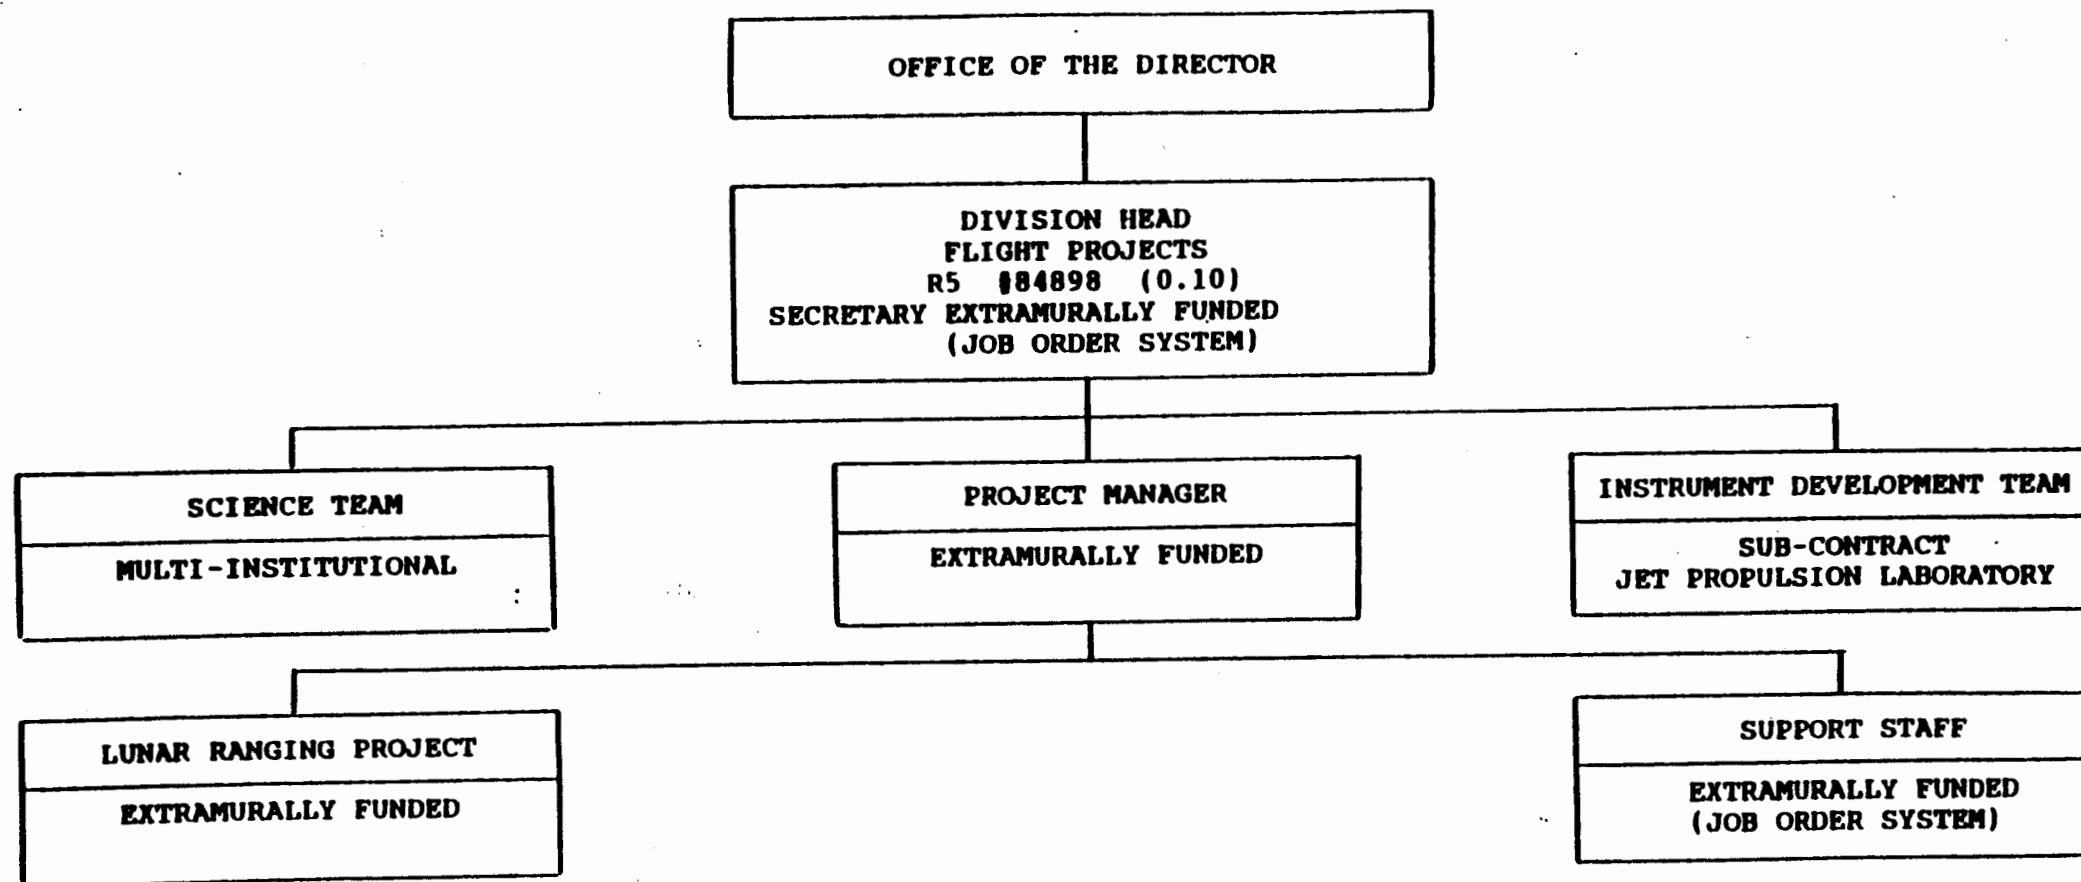 OFFICE OF THE DIRECTOR
DIVISION HEAD
FLIGHT PROJECTS
R5 #84898 (0.10)
SECRETARY EXTRAMURALLY FUNDED
(JOB ORDER SYSTEM)
SCIENCE TEAM
MULTI-INSTITUTIONAL
PROJECT MANAGER
EXTRAMURALLY FUNDED
INSTRUMENT DEVELOPMENT TEAM
SUB-CONTRACT
JET PROPULSION LABORATORY
LUNAR RANGING PROJECT
EXTRAMURALLY FUNDED
SUPPORT STAFF
EXTRAMURALLY FUNDED
(JOB ORDER SYSTEM)